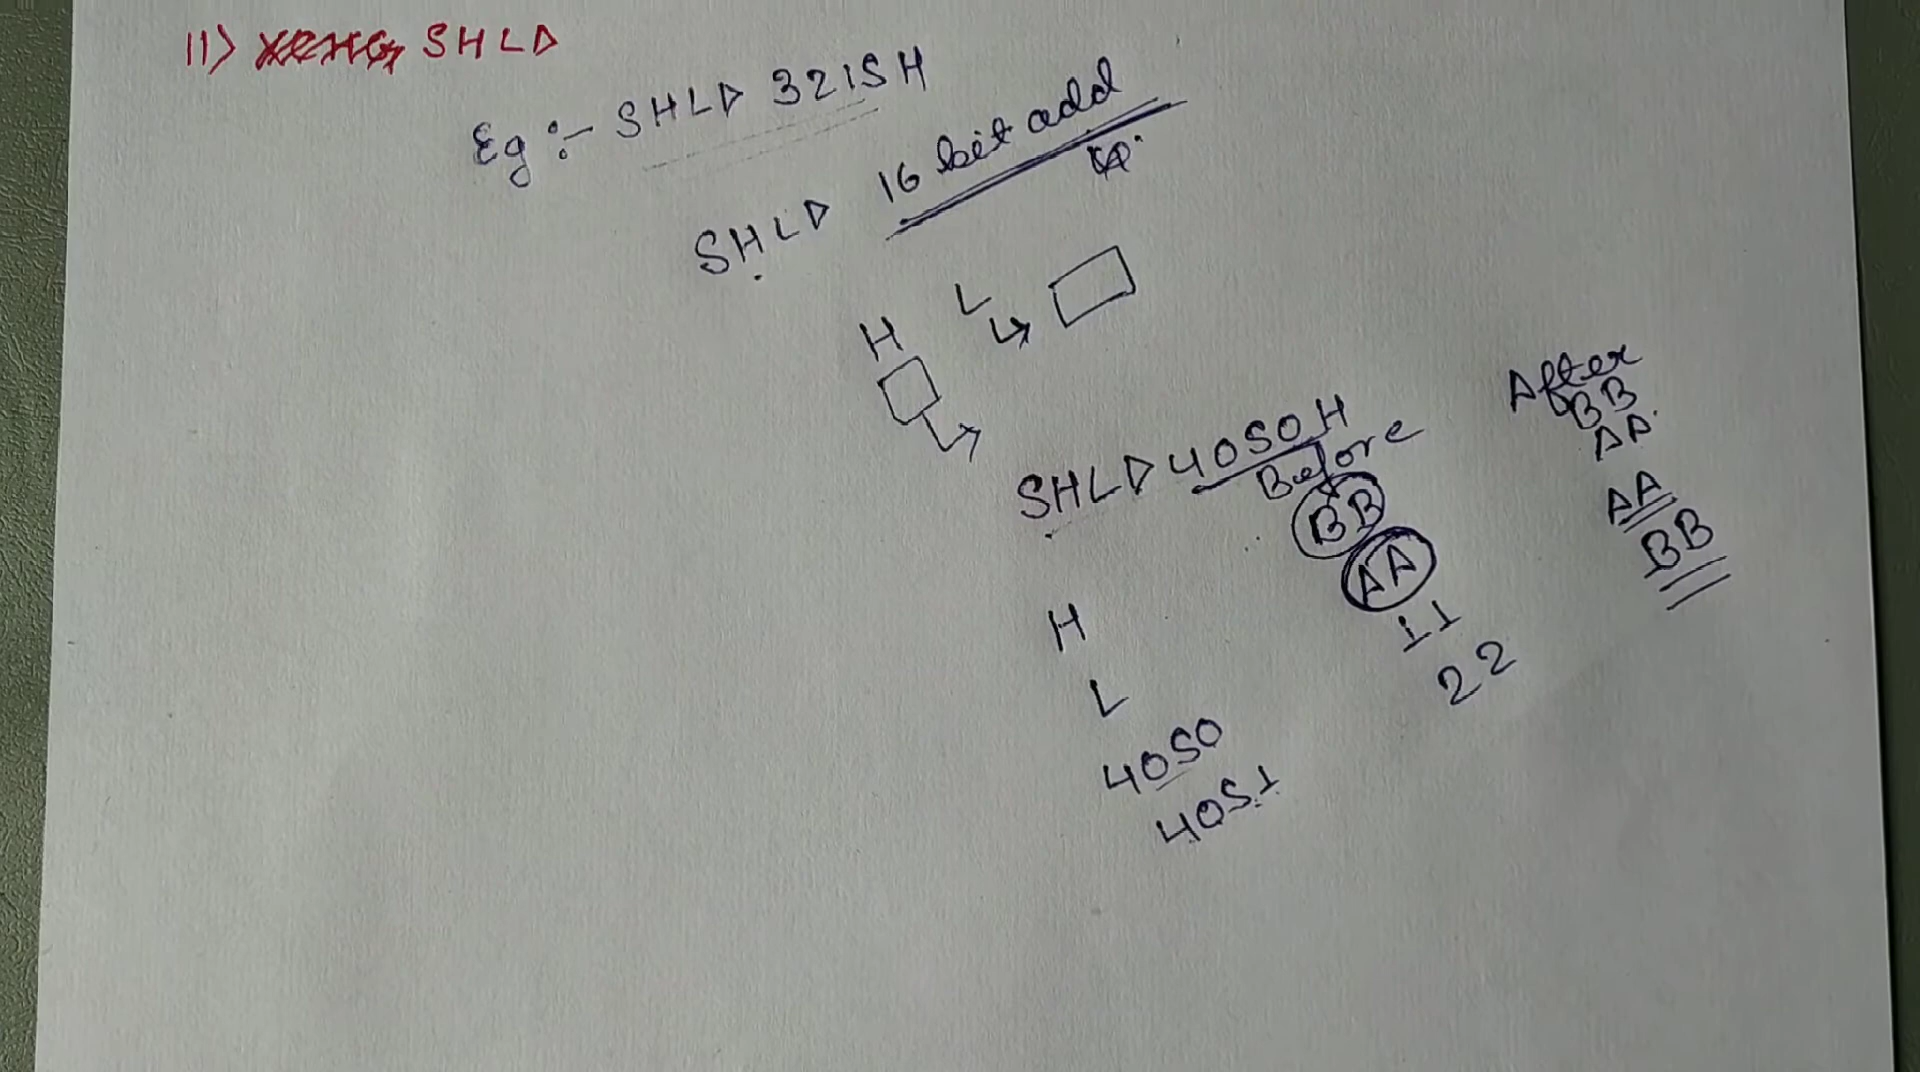 11) SHLD
Eg :- SHLD 3215H
SHLD 16 bit add
H L
SHLD 4050H
Before After
H BB BB
L AA AA
4050 11 AA
4051 22 BB